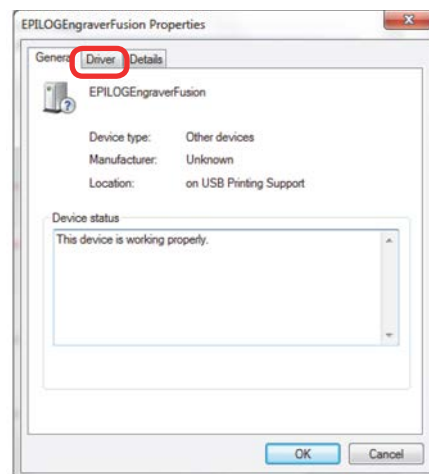 EPILOGEngraverFusion Properties
General Driver Details
EPILOGEngraverFusion
Device type: Other devices
Manufacturer: Unknown
Location: on USB Printing Support
Device status
This device is working properly.
OK Cancel